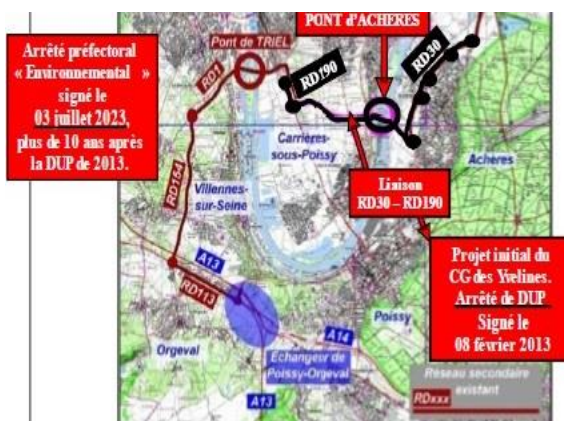 Arrêté préfectoral
« Environnemental »
signé le
03 juillet 2023,
plus de 10 ans après
la DUP de 2013.
PONT d'ACHERES
Pont de TRIEL
RD1
RD190
RD30
Carrières-
sous-Poissy
Achères
RD154
Villennes-
sur-Seine
Liaison
RD30 – RD190
A13
RD113
Projet initial du
CG des Yvelines.
Arrêté de DUP
Signé le
08 février 2013
Poissy
A14
Orgeval
Echangeur de
Poissy-Orgeval
A13
Réseau secondaire
existant
RDxxx